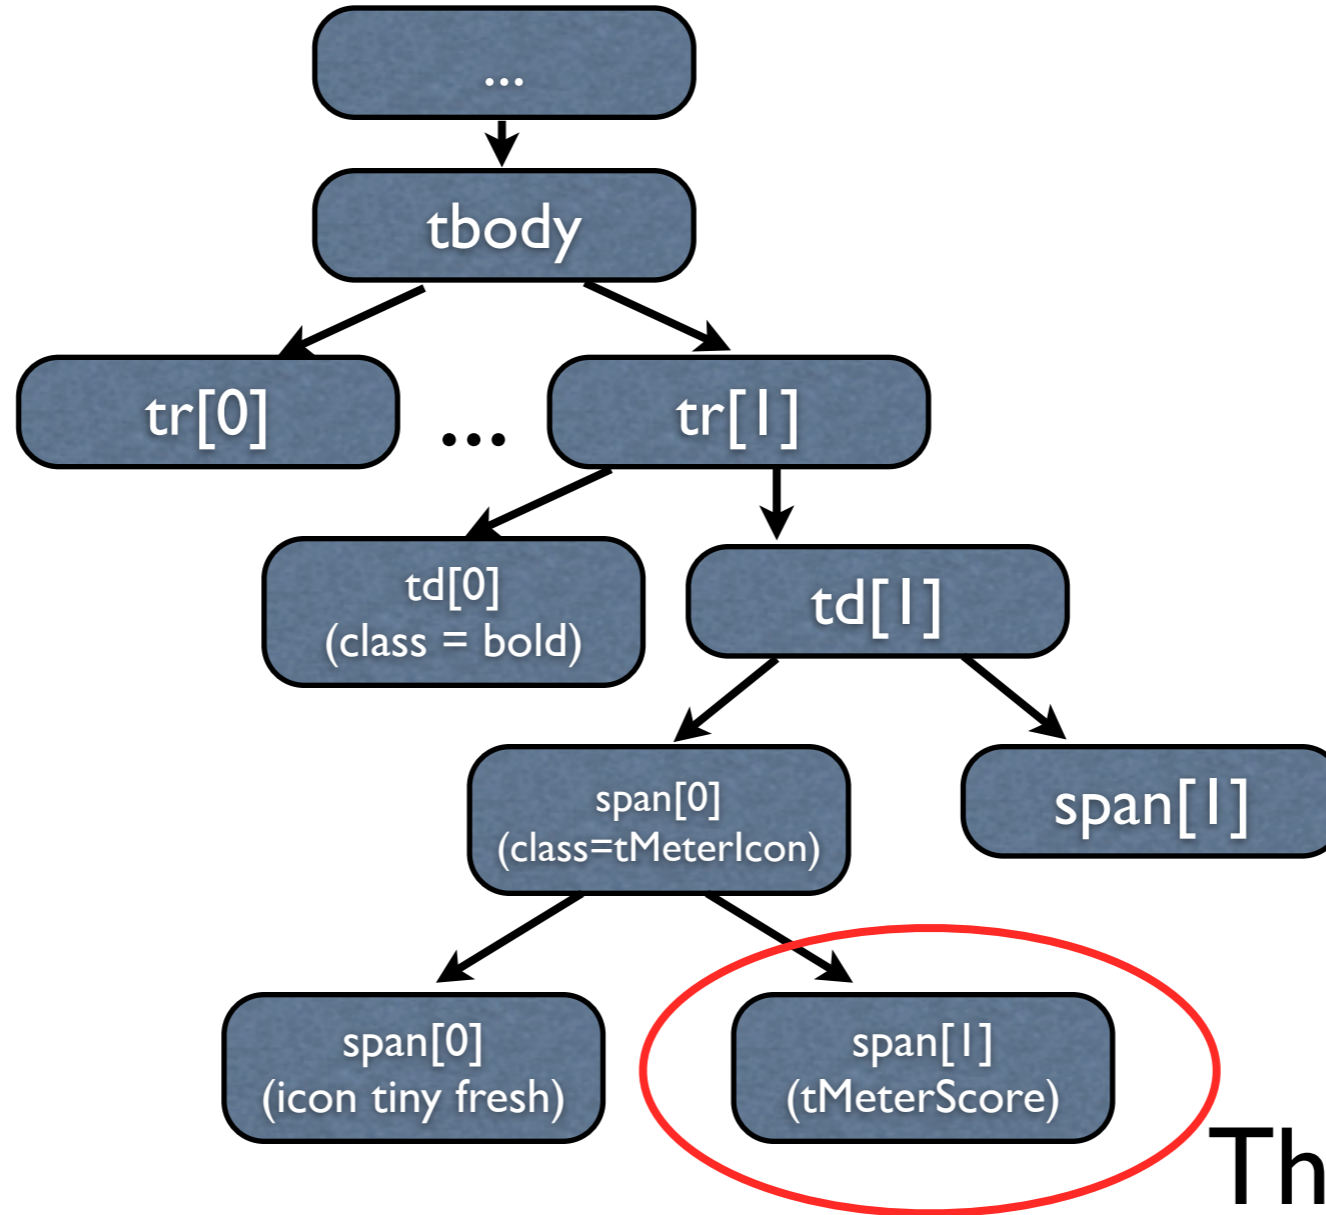 ...
tbody
tr[0]
...
tr[1]
td[0]
(class = bold)
td[1]
span[0]
(class=tMeterIcon)
span[1]
span[0]
(icon tiny fresh)
span[1]
(tMeterScore)
Th